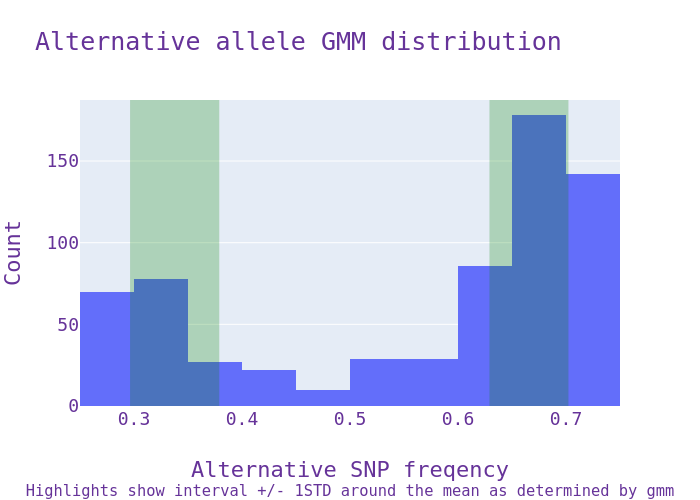 Alternative allele GMM distribution
Count
150
100
50
0
0.3 0.4 0.5 0.6 0.7
Alternative SNP freqency
Highlights show interval +/- 1STD around the mean as determined by gmm